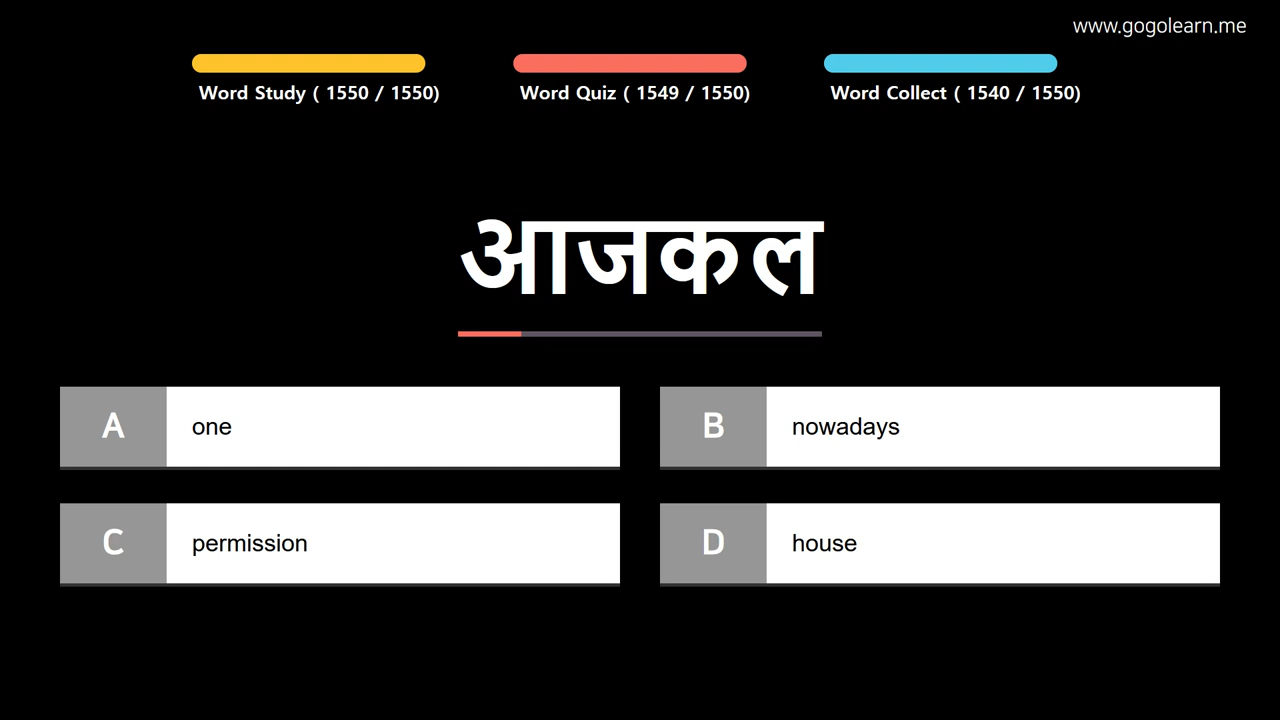 www.gogolearn.me
Word Study ( 1550 / 1550)
Word Quiz ( 1549 / 1550)
Word Collect ( 1540 / 1550)
आजकल
A one
B nowadays
C permission
D house